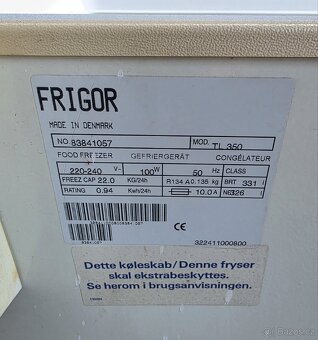 FRIGOR
MADE IN DENMARK
NO 83841057 MOD. TL 350
FOOD FREEZER GEFRIERGERÄT CONGÉLATEUR
220-240 V~ 100W 50 Hz CLASS
FREEZ CAP 22.0 KG/24h R134 A 0.135 kg BRT 331 l
RATING 0.94 Kwh/24h 10.0 A Net 326 l
322411000800
Dette køleskab/Denne fryser
skal ekstrabeskyttes.
Se herom i brugsanvisningen.